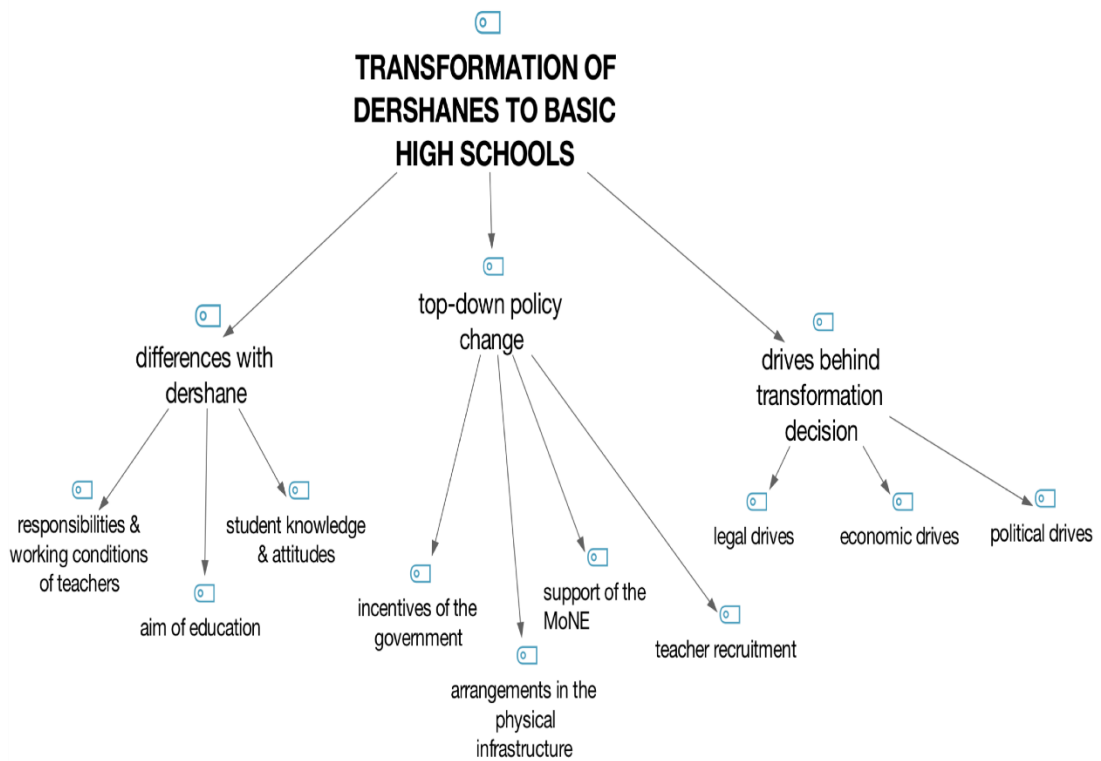 TRANSFORMATION OF
DERSHANES TO BASIC
HIGH SCHOOLS
differences with
dershane
top-down policy
change
drives behind
transformation
decision
responsibilities &
working conditions
of teachers
aim of education
student knowledge
& attitudes
incentives of the
government
arrangements in the
physical
infrastructure
support of the
MoNE
teacher recruitment
legal drives
economic drives
political drives